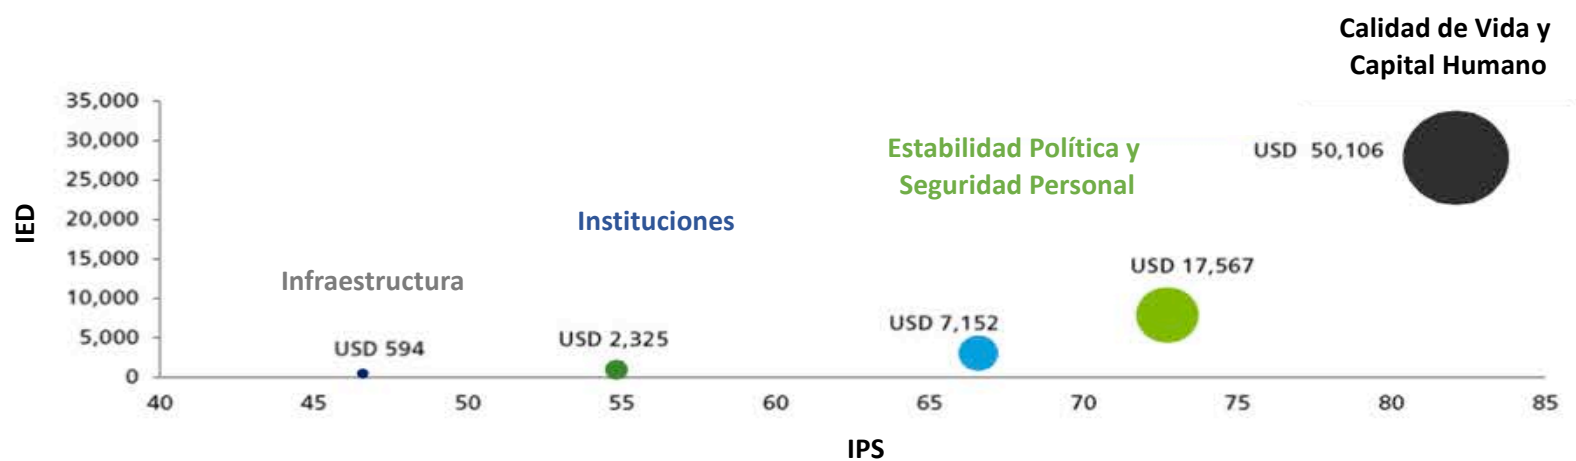 Calidad de Vida y
Capital Humano
35,000
30,000
25,000
20,000
15,000
10,000
5,000
0
IED
Estabilidad Política y
Seguridad Personal
USD 50,106
Instituciones
Infraestructura
USD 17,567
USD 7,152
USD 2,325
USD 594
40 45 50 55 60 65 70 75 80 85
IPS